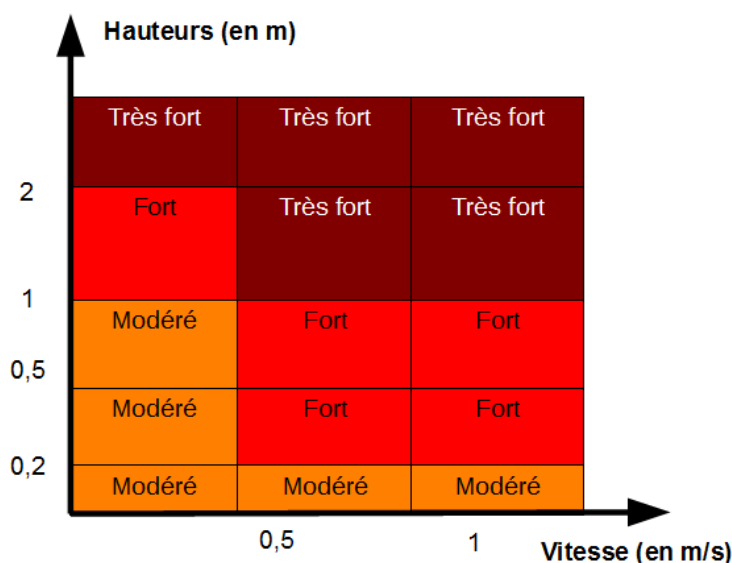 Hauteurs (en m)
Très fort Très fort Très fort
2
Fort Très fort Très fort
1
Modéré Fort Fort
0,5
Modéré Fort Fort
0,2
Modéré Modéré Modéré
0,5 1
Vitesse (en m/s)